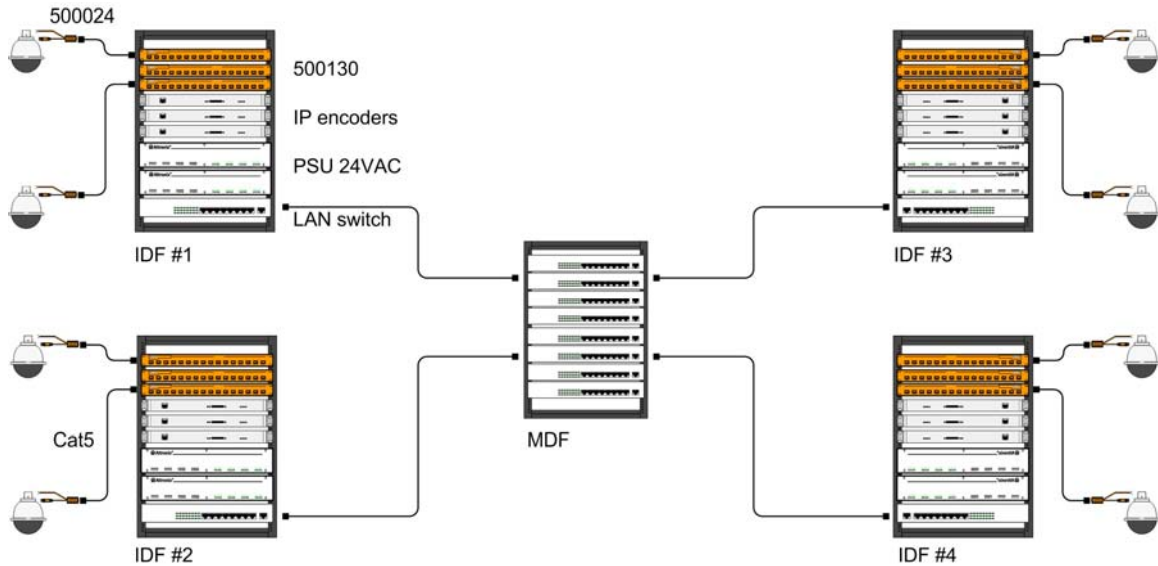 500024
500130
IP encoders
PSU 24VAC
LAN switch
IDF #1
IDF #3
MDF
Cat5
IDF #2
IDF #4